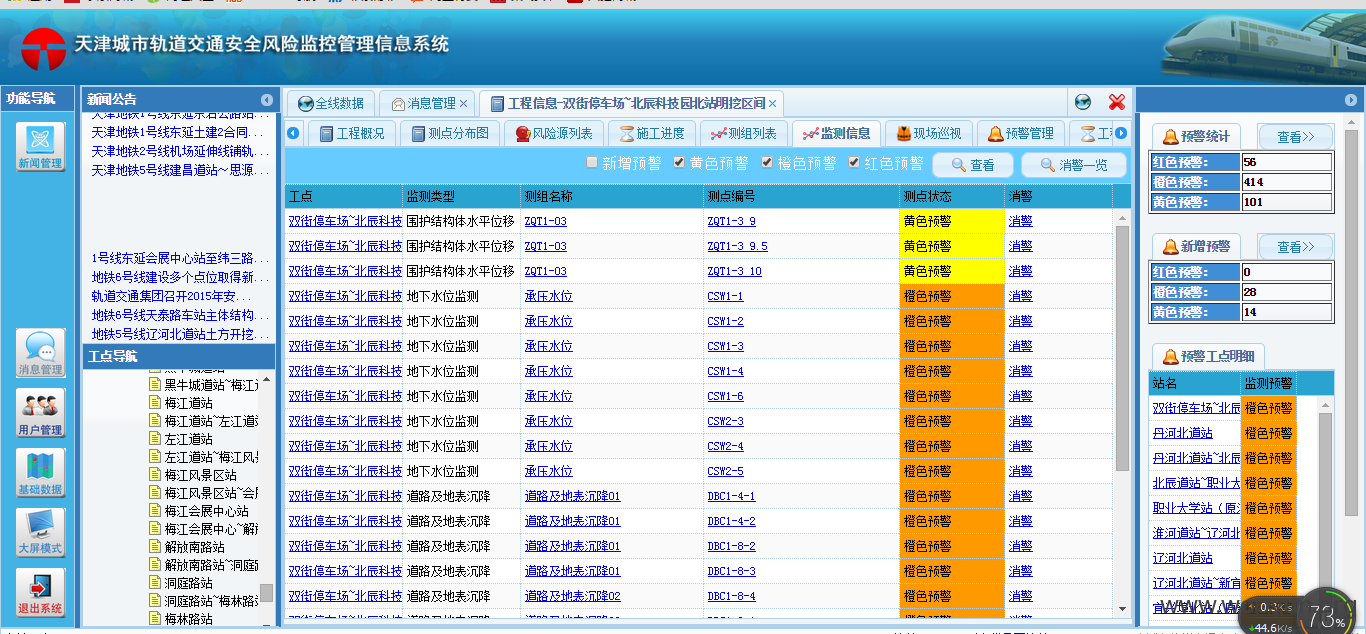 天津城市轨道交通安全风险监控管理信息系统
功能导航
新闻管理
消息管理
用户管理
基础数据
大屏模式
退出系统
新闻公告
天津地铁1号线东延土建2合同...
天津地铁2号线机场延伸线铺轨...
天津地铁5号线建昌道站～思源...
1号线东延会展中心站至纬三路...
地铁6号线建设多个点位取得新...
轨道交通集团召开2015年安...
地铁6号线天泰路车站主体结构...
地铁5号线辽河北道站土方开挖...
工点导航
黑牛城道站~梅江道
梅江道站
梅江道站~左江道站
左江道站
左江道站~梅江风景
梅江风景区站
梅江风景区站~会展
梅江会展中心站
梅江会展中心~解放
解放南路站
解放南路站~洞庭路
洞庭路站
洞庭路站~梅林路站
梅林路站
全线数据 消息管理× 工程信息-双街停车场~北辰科技园北站明挖区间×
工程概况 测点分布图 风险源列表 施工进度 测组列表 监测信息 现场巡视 预警管理 工
新增预警 黄色预警 橙色预警 红色预警 查看 消警一览
工点 监测类型 测组名称 测点编号 测点状态 消警
双街停车场~北辰科技 围护结构体水平位移 ZQT1-03 ZQT1-3 9 黄色预警 消警
双街停车场~北辰科技 围护结构体水平位移 ZQT1-03 ZQT1-3 9.5 黄色预警 消警
双街停车场~北辰科技 围护结构体水平位移 ZQT1-03 ZQT1-3 10 黄色预警 消警
双街停车场~北辰科技 地下水位监测 承压水位 CSW1-1 橙色预警 消警
双街停车场~北辰科技 地下水位监测 承压水位 CSW1-2 橙色预警 消警
双街停车场~北辰科技 地下水位监测 承压水位 CSW1-3 橙色预警 消警
双街停车场~北辰科技 地下水位监测 承压水位 CSW1-4 橙色预警 消警
双街停车场~北辰科技 地下水位监测 承压水位 CSW1-6 橙色预警 消警
双街停车场~北辰科技 地下水位监测 承压水位 CSW2-3 橙色预警 消警
双街停车场~北辰科技 地下水位监测 承压水位 CSW2-4 橙色预警 消警
双街停车场~北辰科技 地下水位监测 承压水位 CSW2-5 橙色预警 消警
双街停车场~北辰科技 道路及地表沉降 道路及地表沉降01 DBC1-4-1 橙色预警 消警
双街停车场~北辰科技 道路及地表沉降 道路及地表沉降01 DBC1-4-2 橙色预警 消警
双街停车场~北辰科技 道路及地表沉降 道路及地表沉降01 DBC1-8-2 橙色预警 消警
双街停车场~北辰科技 道路及地表沉降 道路及地表沉降01 DBC1-8-3 橙色预警 消警
双街停车场~北辰科技 道路及地表沉降 道路及地表沉降02 DBC1-8-4 橙色预警 消警
预警统计 查看>>
红色预警: 56
橙色预警: 414
黄色预警: 101
新增预警 查看>>
红色预警: 0
橙色预警: 28
黄色预警: 14
预警工点明细
站名 监测预警
双街停车场~北辰 橙色预警
丹河北道站 橙色预警
丹河北道站~北辰 橙色预警
北辰道站~职业大 橙色预警
职业大学站（原 橙色预警
淮河道站~辽河北 橙色预警
辽河北道站 橙色预警
辽河北道站~新宜 橙色预警
0.3K/s
44.6K/s
73%